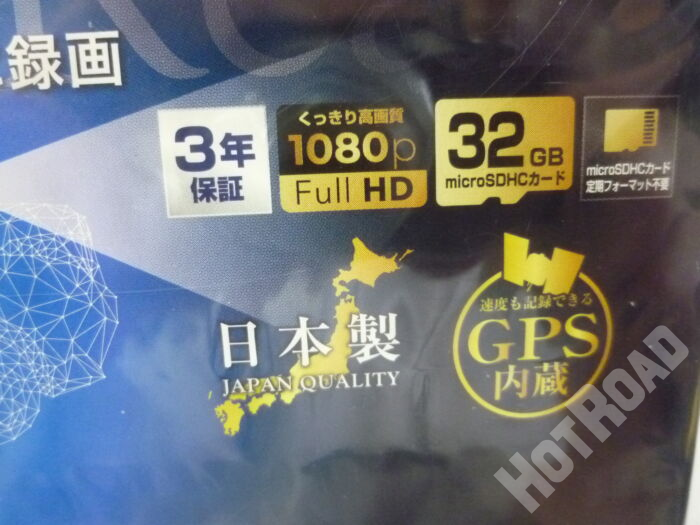 録画
3年
保証
くっきり高画質
1080p
Full HD
32GB
microSDHCカード
microSDHCカード
定期フォーマット不要
日本製
JAPAN QUALITY
速度も記録できる
GPS
内蔵
HOTROAD